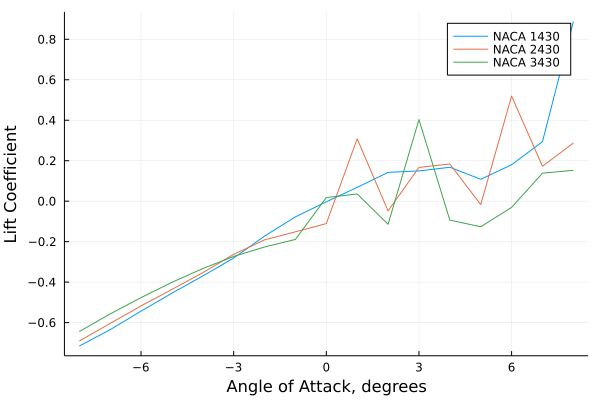 NACA 1430
NACA 2430
NACA 3430
0.8
0.6
0.4
0.2
0.0
−0.2
−0.4
−0.6
Lift Coefficient
−6 −3 0 3 6
Angle of Attack, degrees